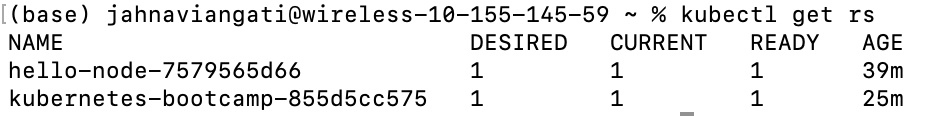 [(base) jahnaviangati@wireless-10-155-145-59 ~ % kubectl get rs
NAME DESIRED CURRENT READY AGE
hello-node-7579565d66 1 1 1 39m
kubernetes-bootcamp-855d5cc575 1 1 1 25m